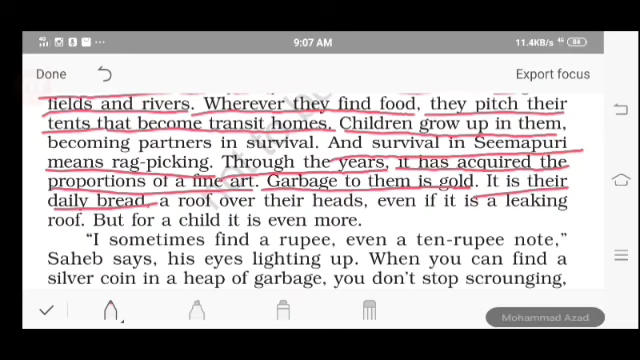 9:07 AM 11.4KB/s 4G 88
Done Export focus
fields and rivers. Wherever they find food, they pitch their
tents that become transit homes. Children grow up in them,
becoming partners in survival. And survival in Seemapuri
means rag-picking. Through the years, it has acquired the
proportions of a fine art. Garbage to them is gold. It is their
daily bread, a roof over their heads, even if it is a leaking
roof. But for a child it is even more.
“I sometimes find a rupee, even a ten-rupee note,”
Saheb says, his eyes lighting up. When you can find a
silver coin in a heap of garbage, you don’t stop scrounging,
Mohammad Azad